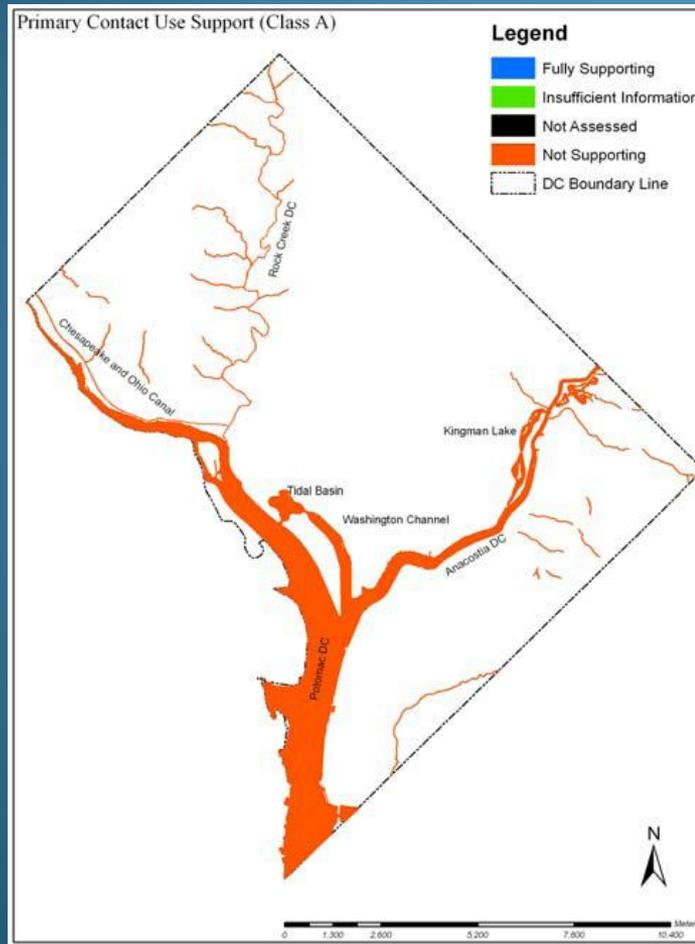 Primary Contact Use Support (Class A)
Legend
Fully Supporting
Insufficient Information
Not Assessed
Not Supporting
DC Boundary Line
Rock Creek DC
Chesapeake and Ohio Canal
Kingman Lake
Tidal Basin
Washington Channel
Anacostia DC
Potomac DC
N
Meters
0 1,300 2,600 5,200 7,800 10,400